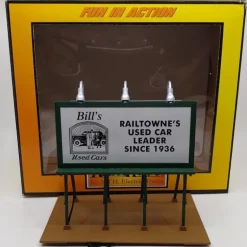 FUN IN ACTION
Bill's
Used Cars
RAILTOWNE'S
USED CAR
LEADER
SINCE 1936